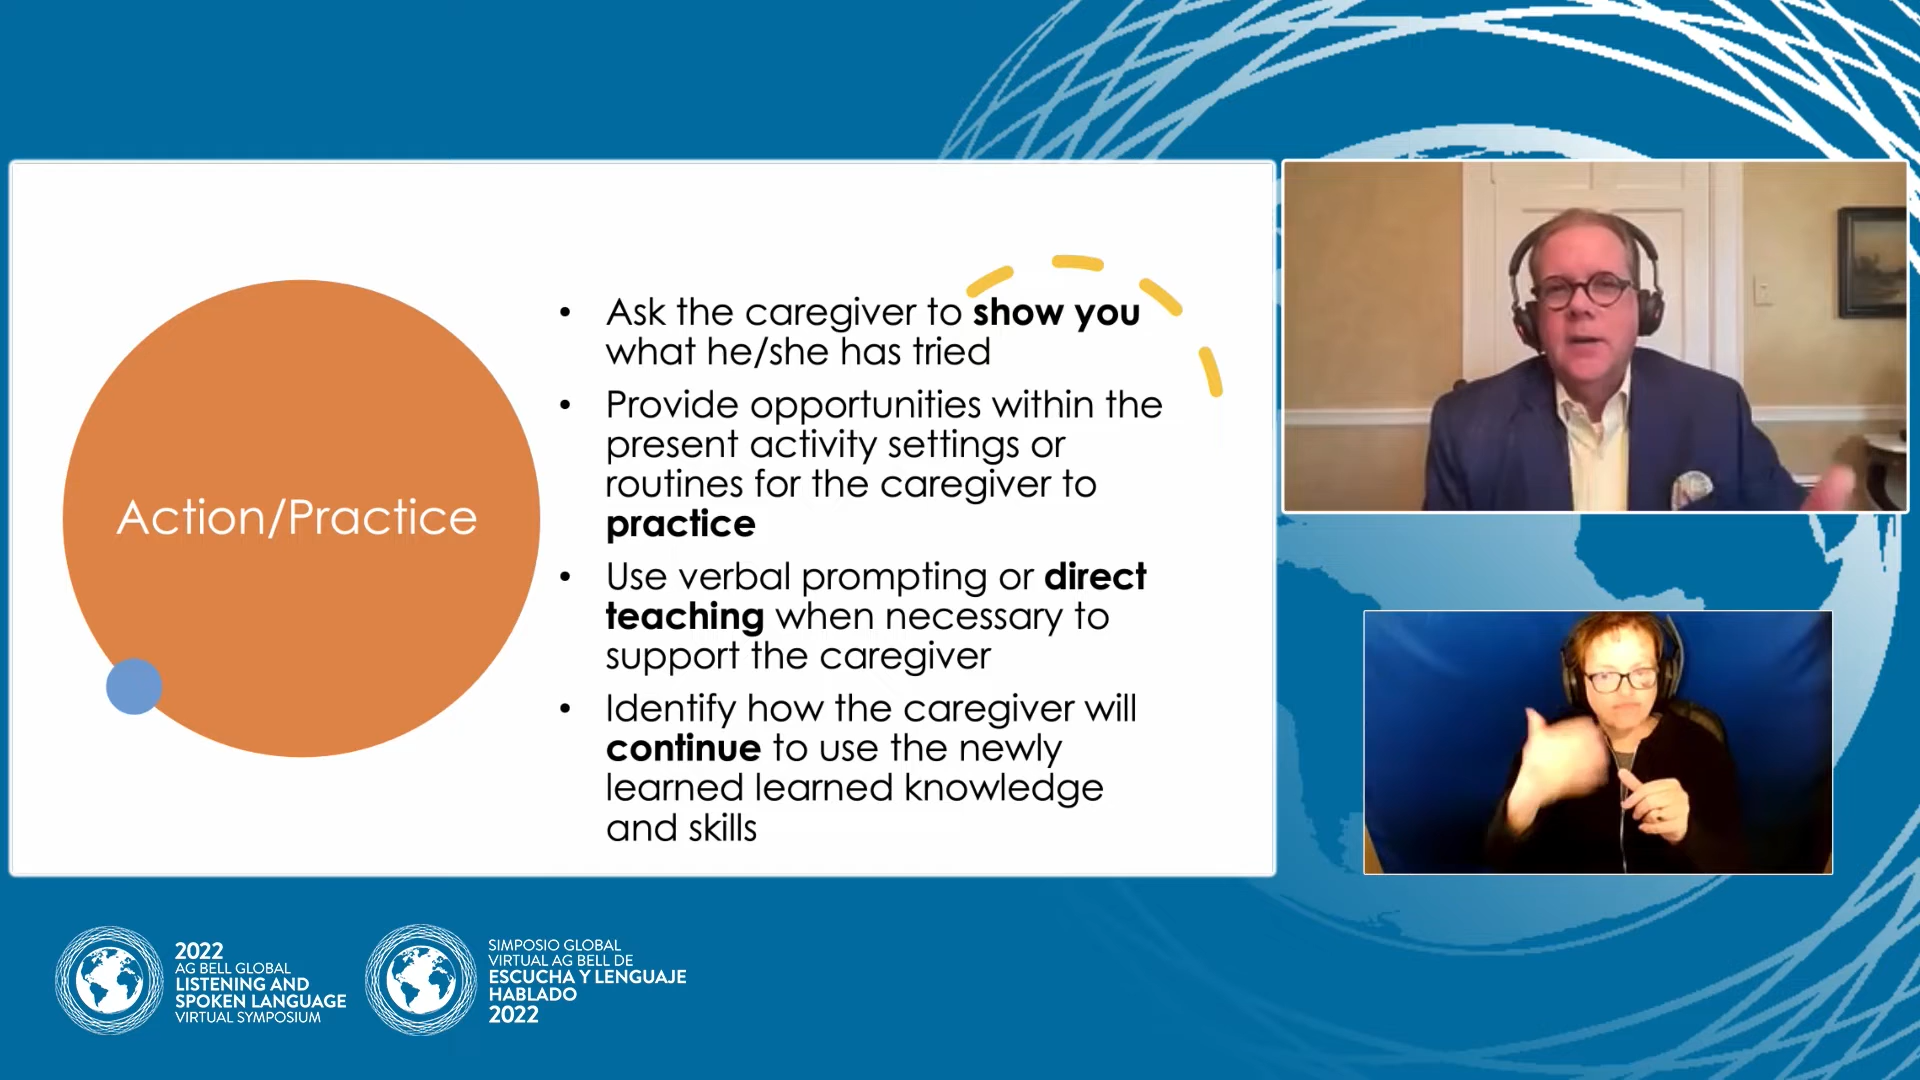 Action/Practice
• Ask the caregiver to show you
what he/she has tried
• Provide opportunities within the
present activity settings or
routines for the caregiver to
practice
• Use verbal prompting or direct
teaching when necessary to
support the caregiver
• Identify how the caregiver will
continue to use the newly
learned learned knowledge
and skills
2022
AG BELL GLOBAL
LISTENING AND
SPOKEN LANGUAGE
VIRTUAL SYMPOSIUM
SIMPOSIO GLOBAL
VIRTUAL AG BELL DE
ESCUCHA Y LENGUAJE
HABLADO
2022